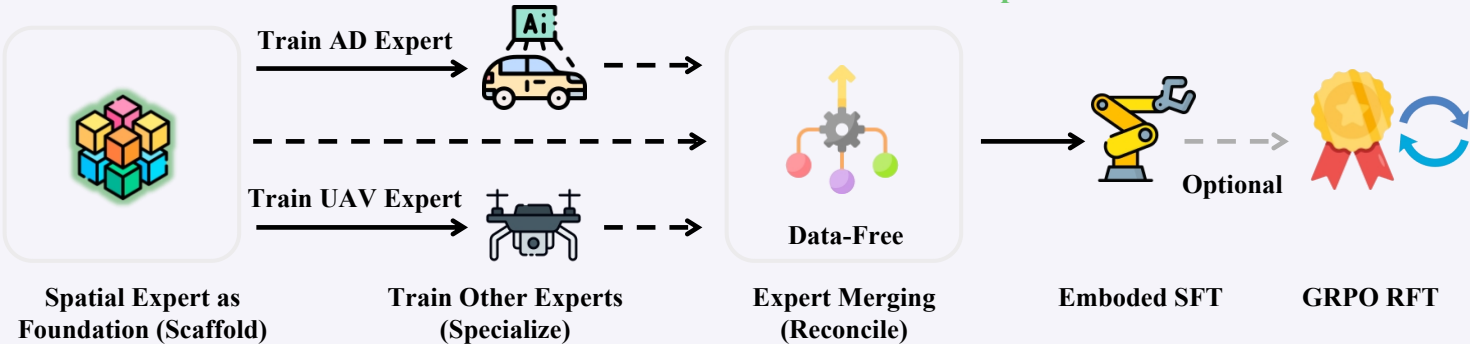 Train AD Expert
Ai
Train UAV Expert
Data-Free
Optional
Spatial Expert as
Foundation (Scaffold)
Train Other Experts
(Specialize)
Expert Merging
(Reconcile)
Emboded SFT
GRPO RFT